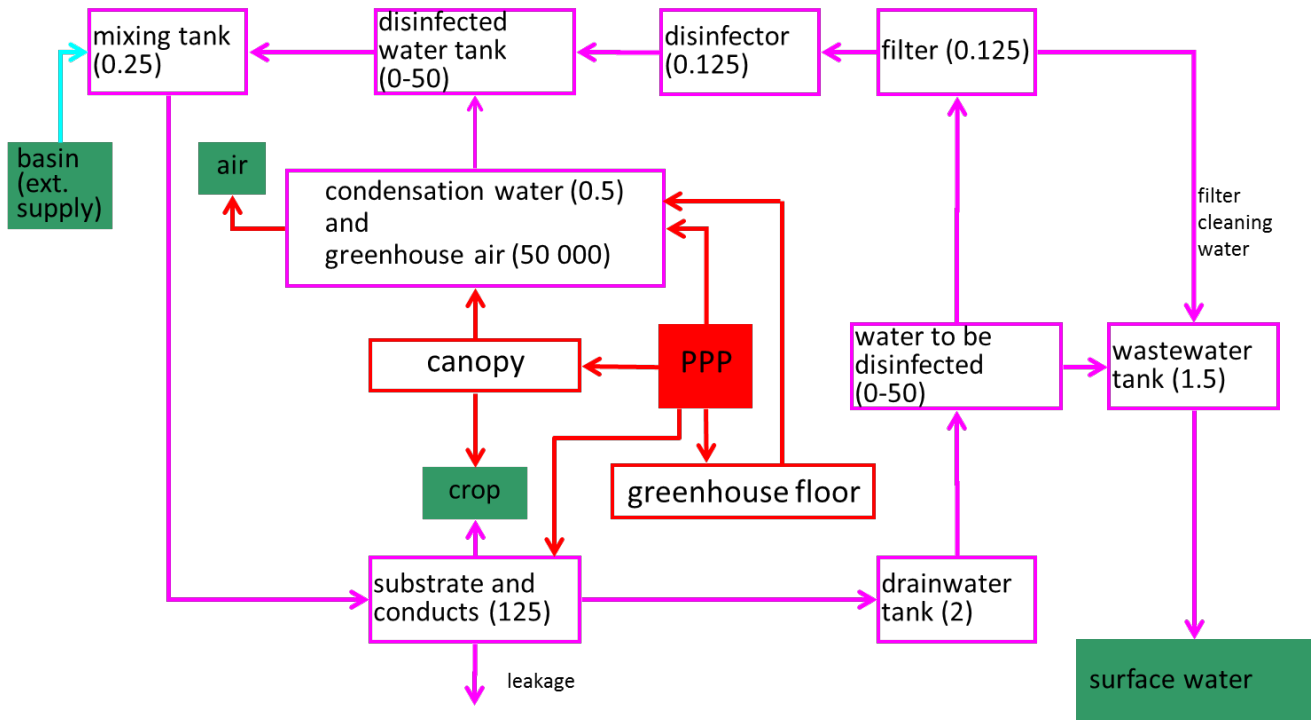 mixing tank
(0.25)
disinfected
water tank
(0-50)
disinfector
(0.125)
filter (0.125)
basin
(ext.
supply)
air
condensation water (0.5)
and
greenhouse air (50 000)
filter
cleaning
water
canopy
PPP
water to be
disinfected
(0-50)
wastewater
tank (1.5)
crop
greenhouse floor
substrate and
conducts (125)
drainwater
tank (2)
leakage
surface water